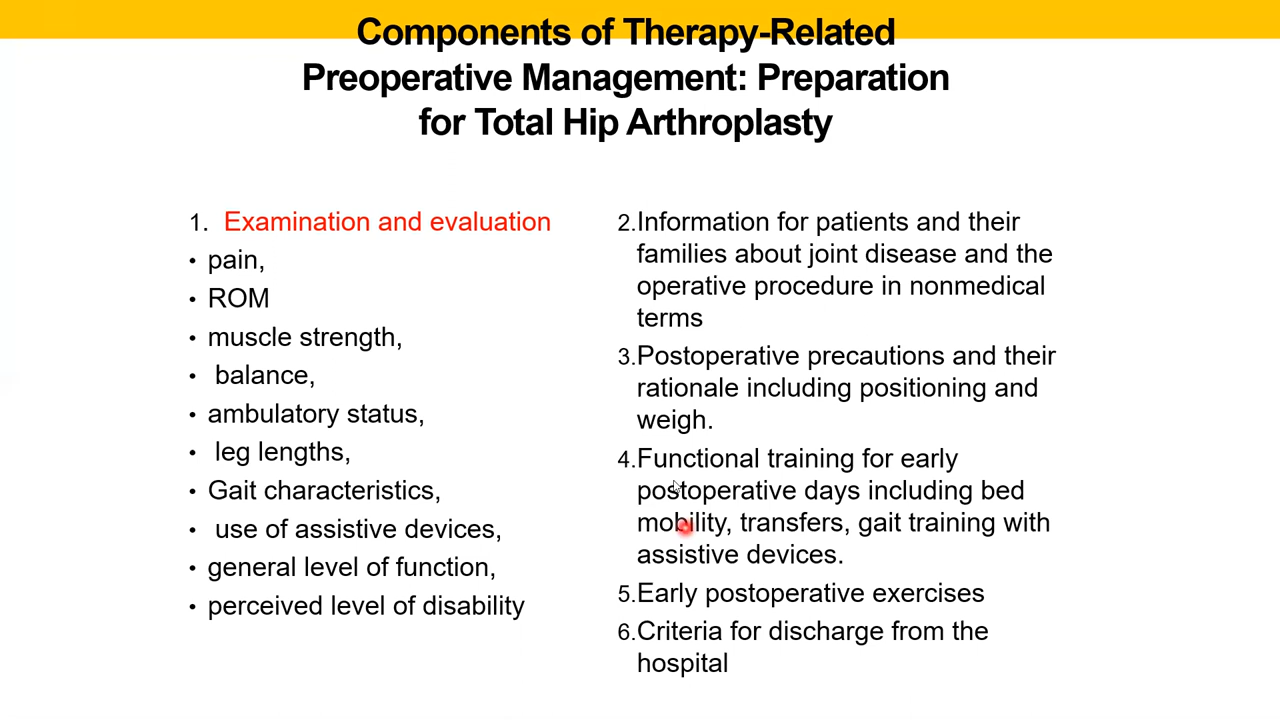 Components of Therapy-Related
Preoperative Management: Preparation
for Total Hip Arthroplasty
1. Examination and evaluation
• pain,
• ROM
• muscle strength,
• balance,
• ambulatory status,
• leg lengths,
• Gait characteristics,
• use of assistive devices,
• general level of function,
• perceived level of disability
2.Information for patients and their
families about joint disease and the
operative procedure in nonmedical
terms
3.Postoperative precautions and their
rationale including positioning and
weigh.
4.Functional training for early
postoperative days including bed
mobility, transfers, gait training with
assistive devices.
5.Early postoperative exercises
6.Criteria for discharge from the
hospital